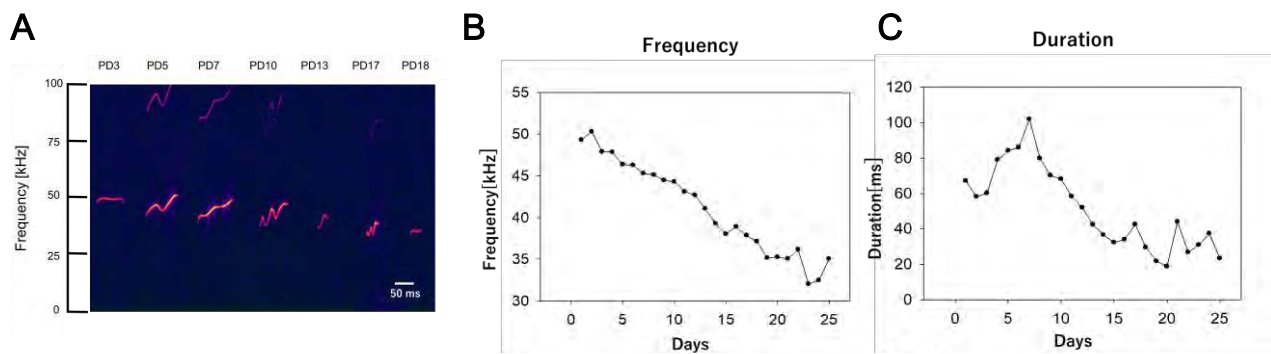 A
PD3 PD5 PD7 PD10 PD13 PD17 PD18
100
75
50
25
0
Frequency [kHz]
50 ms
B
Frequency
55
50
45
40
35
30
Frequency[kHz]
0 5 10 15 20 25
Days
C
Duration
120
100
80
60
40
20
0
Duration[ms]
0 5 10 15 20 25
Days